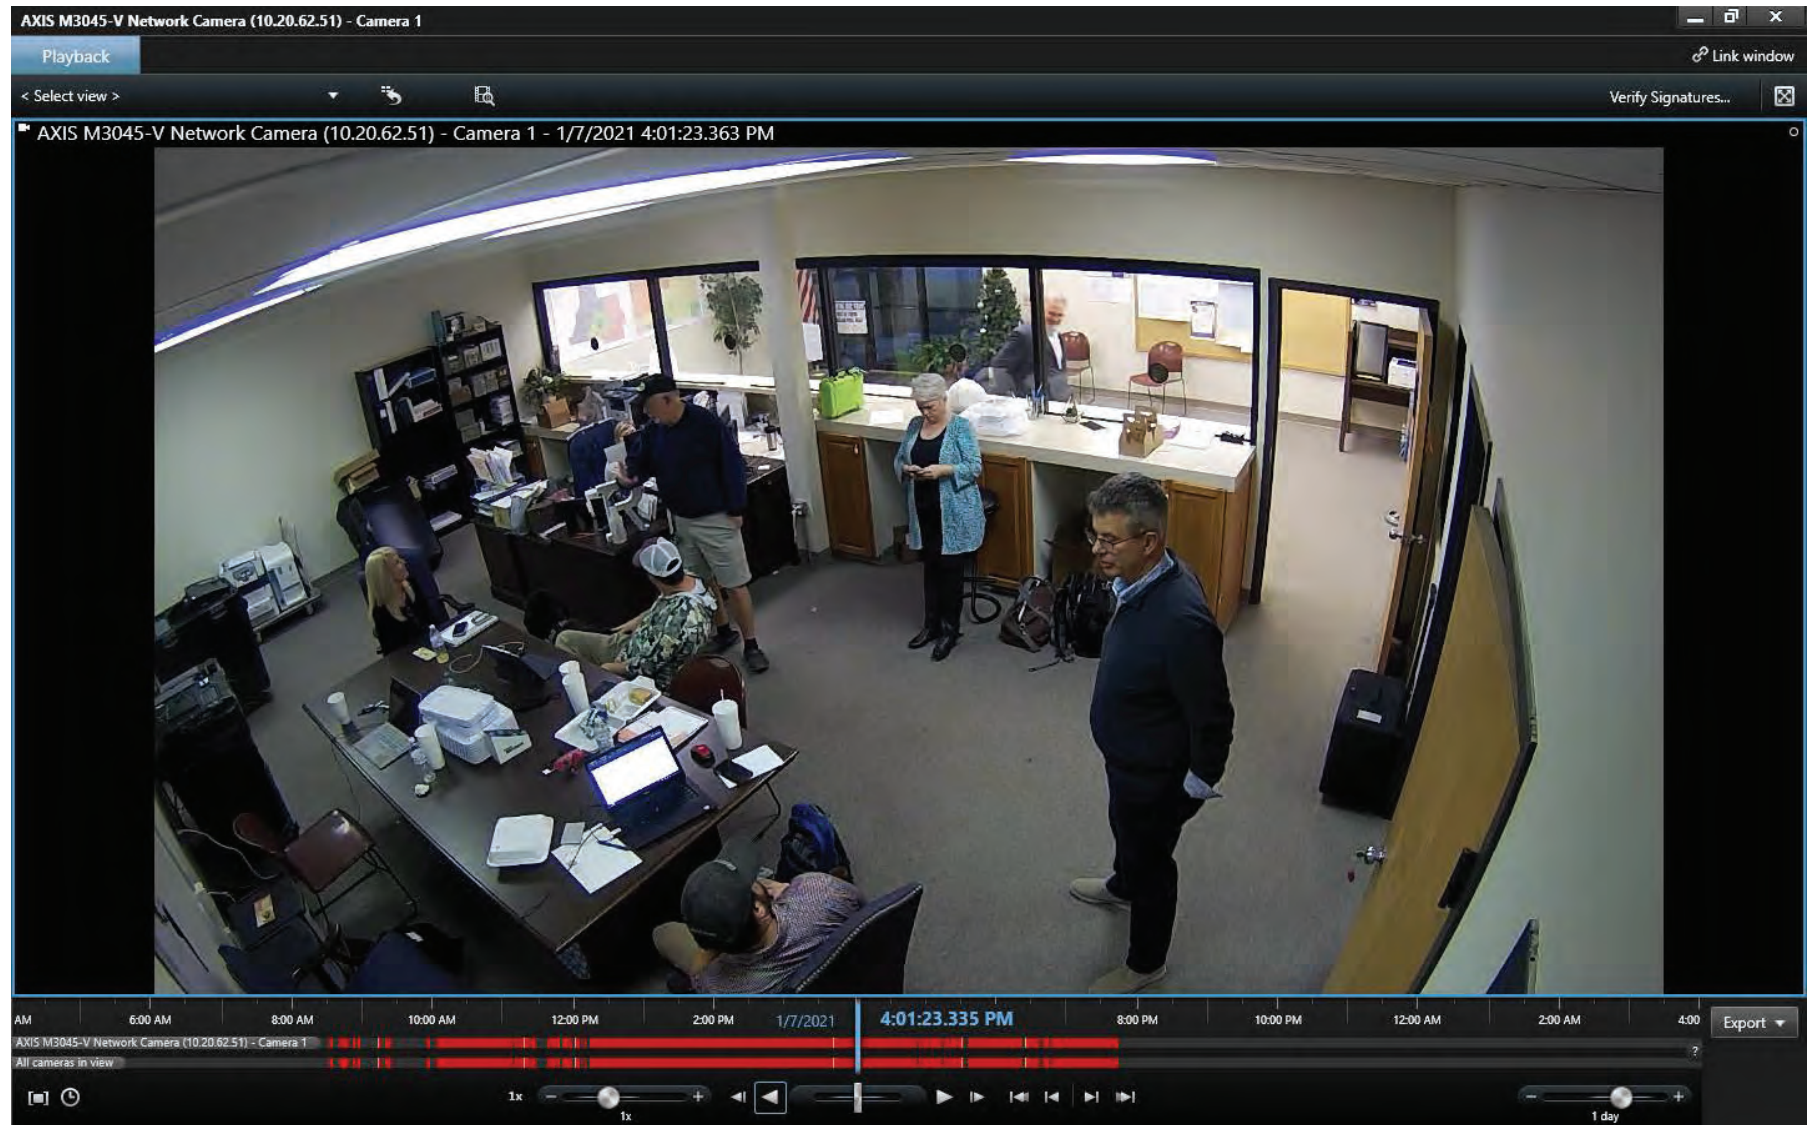 AXIS M3045-V Network Camera (10.20.62.51) - Camera 1
Playback
Link window
< Select view >
Verify Signatures...
AXIS M3045-V Network Camera (10.20.62.51) - Camera 1 - 1/7/2021 4:01:23.363 PM
AM 6:00 AM 8:00 AM 10:00 AM 12:00 PM 2:00 PM 1/7/2021 4:01:23.335 PM 8:00 PM 10:00 PM 12:00 AM 2:00 AM 4:00
Export
AXIS M3045-V Network Camera (10.20.62.51) - Camera 1
?
All cameras in view
1x
1x
1 day